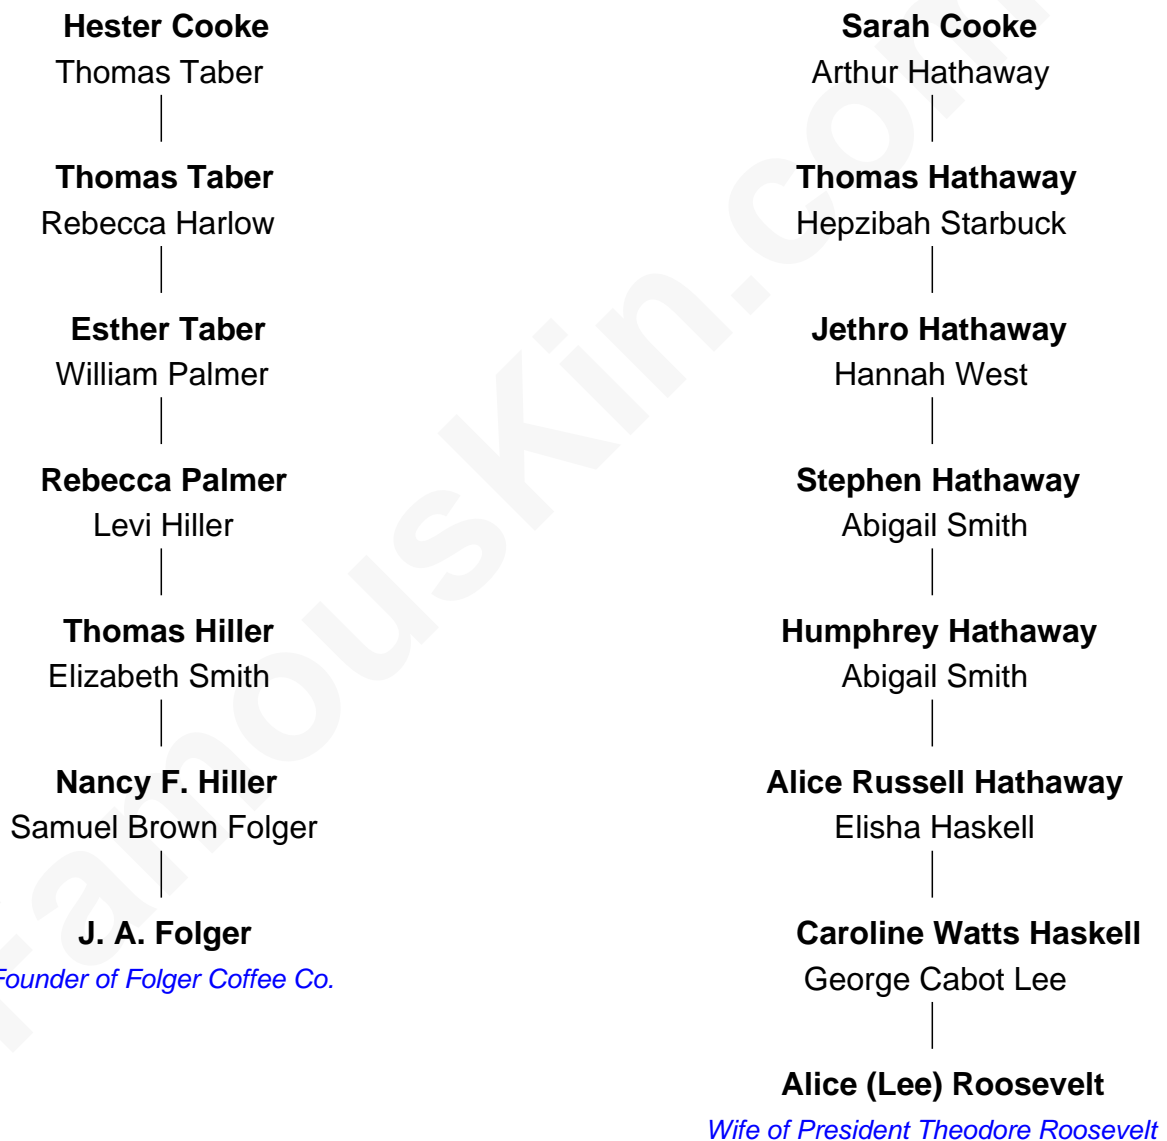 Hester Cooke
Thomas Taber
Thomas Taber
Rebecca Harlow
Esther Taber
William Palmer
Rebecca Palmer
Levi Hiller
Thomas Hiller
Elizabeth Smith
Nancy F. Hiller
Samuel Brown Folger
J. A. Folger
Founder of Folger Coffee Co.
Sarah Cooke
Arthur Hathaway
Thomas Hathaway
Hepzibah Starbuck
Jethro Hathaway
Hannah West
Stephen Hathaway
Abigail Smith
Humphrey Hathaway
Abigail Smith
Alice Russell Hathaway
Elisha Haskell
Caroline Watts Haskell
George Cabot Lee
Alice (Lee) Roosevelt
Wife of President Theodore Roosevelt
FamousKin.com